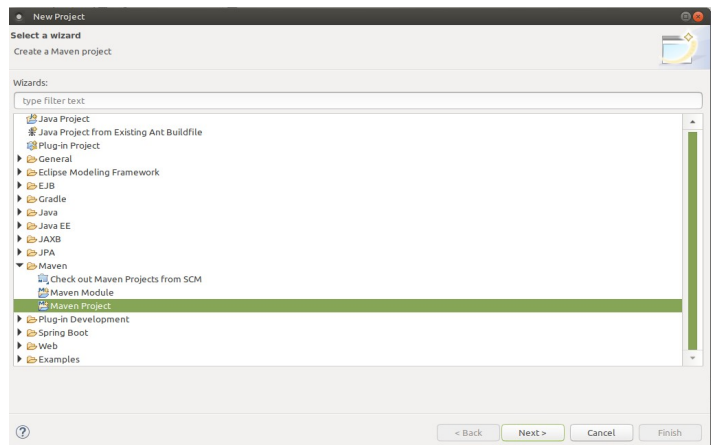 New Project
Select a wizard
Create a Maven project
Wizards:
type filter text
Java Project
Java Project from Existing Ant Buildfile
Plug-in Project
General
Eclipse Modeling Framework
EJB
Gradle
Java
Java EE
JAXB
JPA
Maven
Check out Maven Projects from SCM
Maven Module
Maven Project
Plug-in Development
Spring Boot
Web
Examples
? < Back Next > Cancel Finish